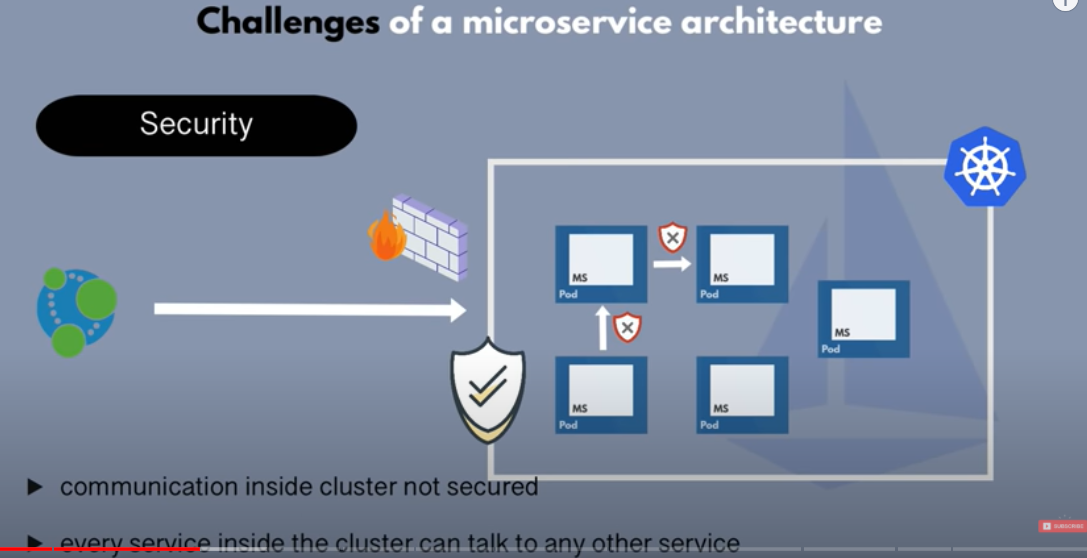 Challenges of a microservice architecture
Security
MS
Pod
MS
Pod
MS
Pod
MS
Pod
MS
Pod
communication inside cluster not secured
every service inside the cluster can talk to any other service
SUBSCRIBE